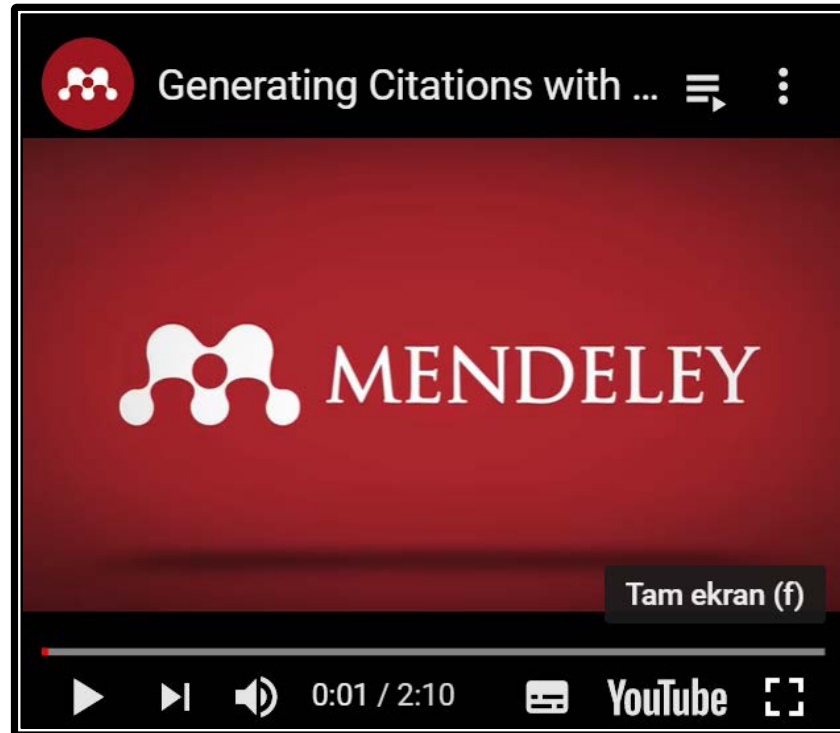 Generating Citations with ...
MENDELEY
Tam ekran (f)
0:01 / 2:10
YouTube